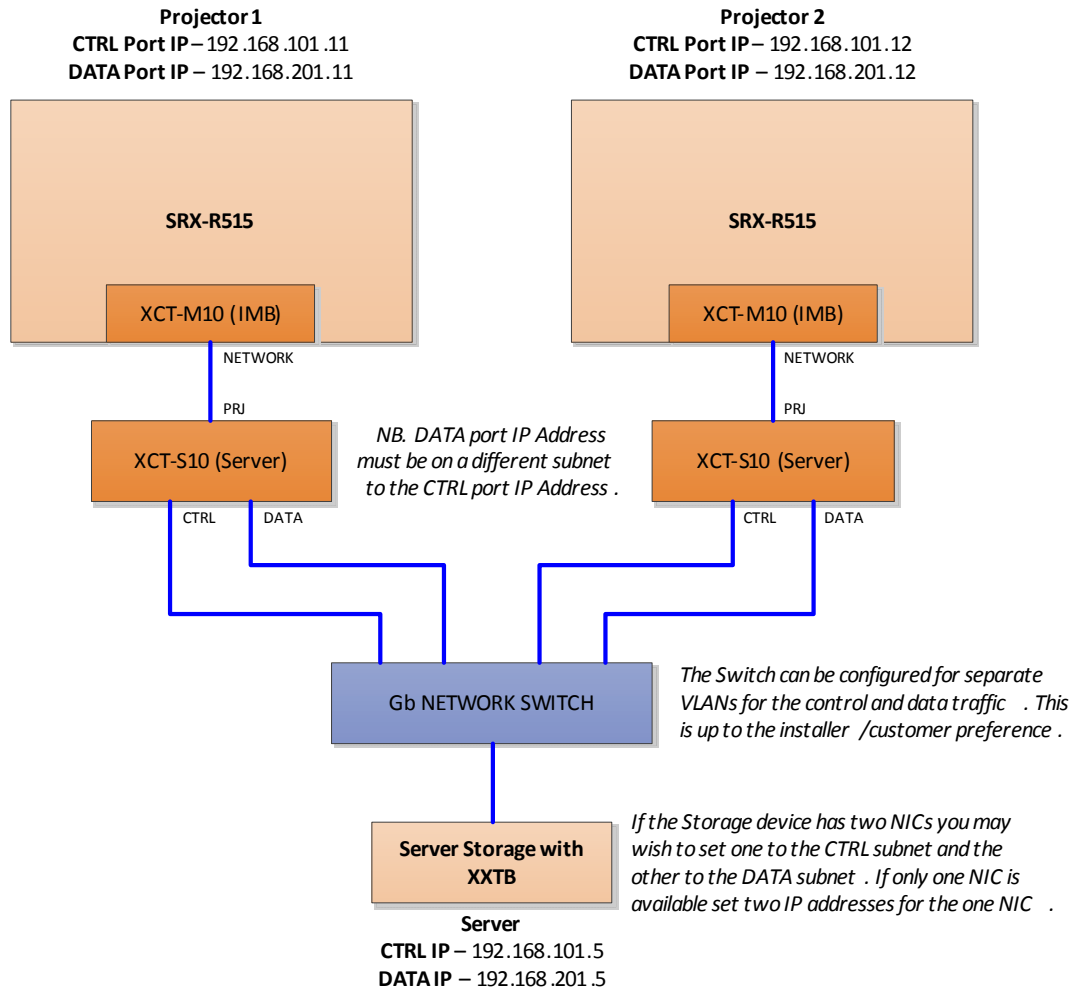 Projector 1
CTRL Port IP – 192.168.101.11
DATA Port IP – 192.168.201.11
Projector 2
CTRL Port IP – 192.168.101.12
DATA Port IP – 192.168.201.12
SRX-R515
SRX-R515
XCT-M10 (IMB)
XCT-M10 (IMB)
NETWORK
NETWORK
PRJ
PRJ
XCT-S10 (Server)
NB. DATA port IP Address
must be on a different subnet
to the CTRL port IP Address .
XCT-S10 (Server)
CTRL
DATA
CTRL
DATA
Gb NETWORK SWITCH
The Switch can be configured for separate
VLANs for the control and data traffic . This
is up to the installer /customer preference .
Server Storage with
XXTB
If the Storage device has two NICs you may
wish to set one to the CTRL subnet and the
other to the DATA subnet . If only one NIC is
available set two IP addresses for the one NIC .
Server
CTRL IP – 192.168.101.5
DATA IP – 192.168.201.5